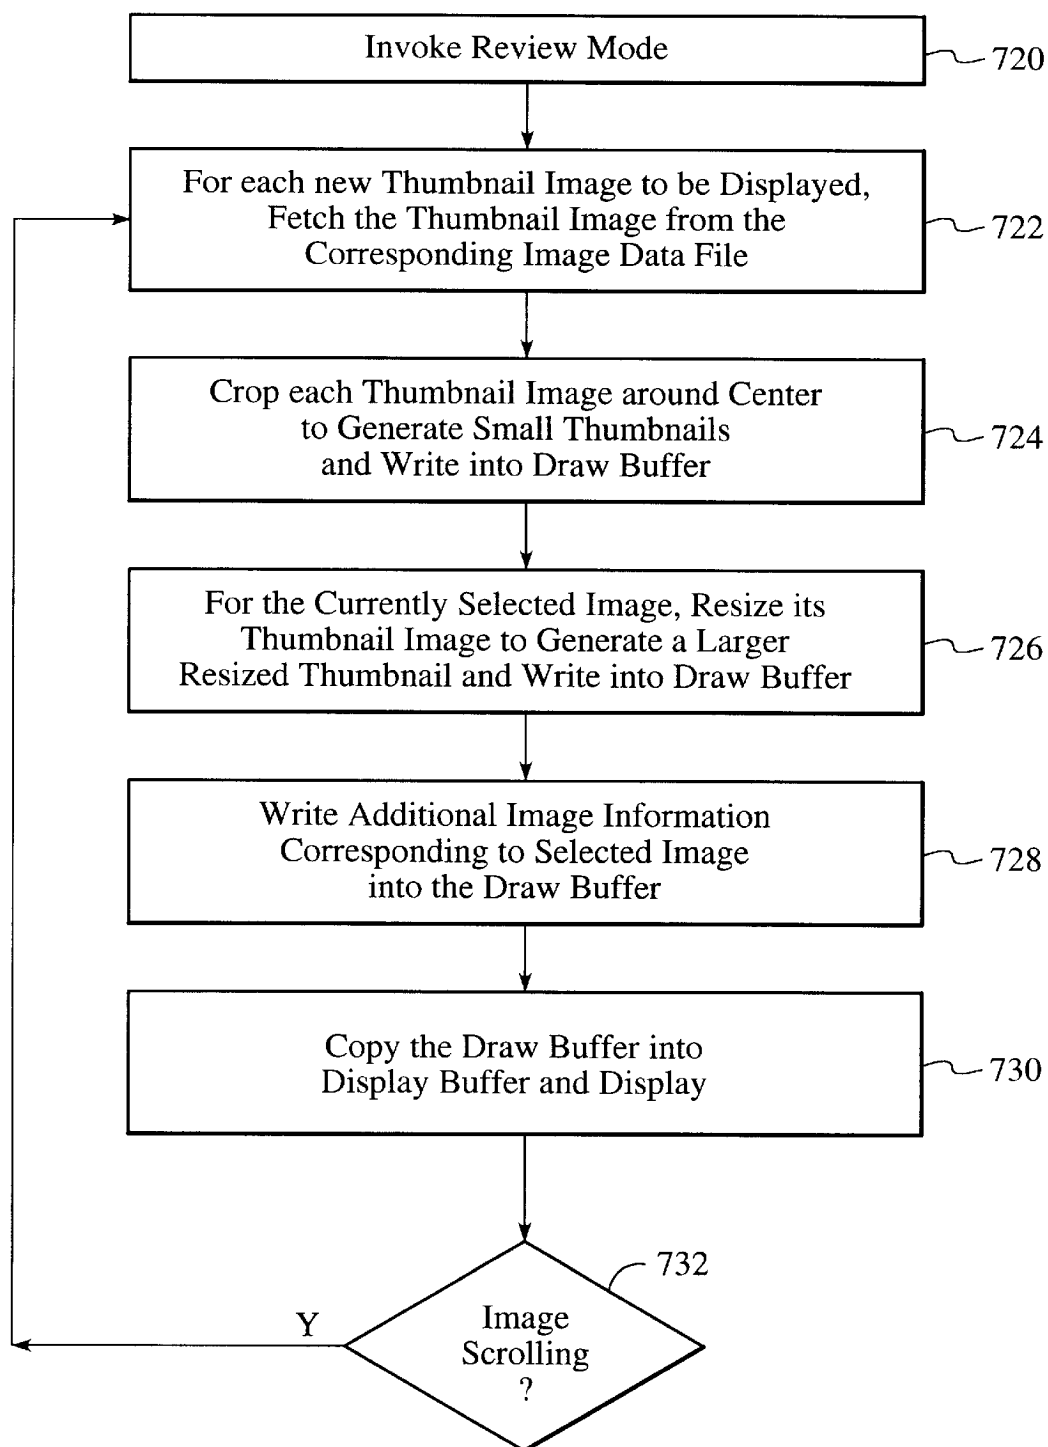 Invoke Review Mode
720
For each new Thumbnail Image to be Displayed,
Fetch the Thumbnail Image from the
Corresponding Image Data File
722
Crop each Thumbnail Image around Center
to Generate Small Thumbnails
and Write into Draw Buffer
724
For the Currently Selected Image, Resize its
Thumbnail Image to Generate a Larger
Resized Thumbnail and Write into Draw Buffer
726
Write Additional Image Information
Corresponding to Selected Image
into the Draw Buffer
728
Copy the Draw Buffer into
Display Buffer and Display
730
732
Y
Image
Scrolling
?